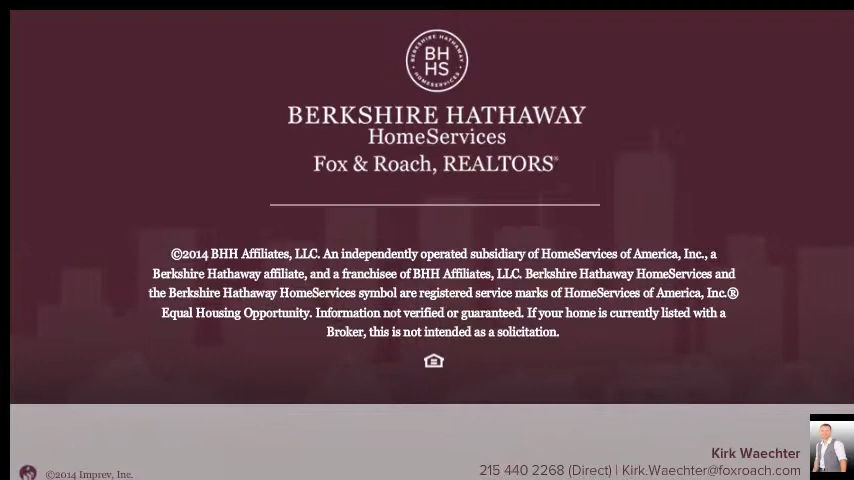 BERKSHIRE HATHAWAY
BH
HS
HOMESERVICES
BERKSHIRE HATHAWAY
HomeServices
Fox & Roach, REALTORS®
©2014 BHH Affiliates, LLC. An independently operated subsidiary of HomeServices of America, Inc., a
Berkshire Hathaway affiliate, and a franchisee of BHH Affiliates, LLC. Berkshire Hathaway HomeServices and
the Berkshire Hathaway HomeServices symbol are registered service marks of HomeServices of America, Inc.®
Equal Housing Opportunity. Information not verified or guaranteed. If your home is currently listed with a
Broker, this is not intended as a solicitation.
Kirk Waechter
215 440 2268 (Direct) | Kirk.Waechter@foxroach.com
©2014 Imprev, Inc.